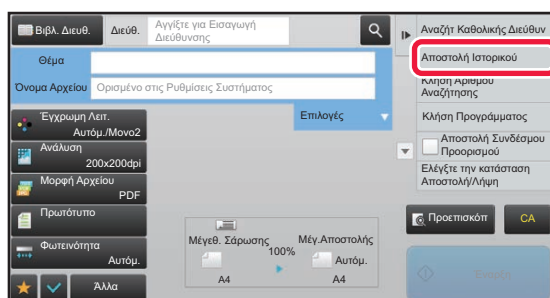 Βιβλ. Διευθ.
Διεύθ.
Αγγίξτε για Εισαγωγή
Διεύθυνσης
Θέμα
Όνομα Αρχείου
Ορισμένο στις Ρυθμίσεις Συστήματος
Επιλογές
Έγχρωμη Λειτ.
Αυτόμ./Μονο2
Ανάλυση
200x200dpi
Μορφή Αρχείου
PDF
Πρωτότυπο
Φωτεινότητα
Αυτόμ.
Άλλα
Μέγεθ. Σάρωσης
100%
Μέγ.Αποστολής
Αυτόμ.
A4
A4
Αναζήτ Καθολικής Διεύθυν
Αποστολή Ιστορικού
Κλήση Αριθμού
Αναζήτησης
Κλήση Προγράμματος
Αποστολή Συνδέσμου
Προορισμού
Ελέγξτε την κατάσταση
Αποστολή/Λήψη
Προεπισκόπ
CA
Έναρξη